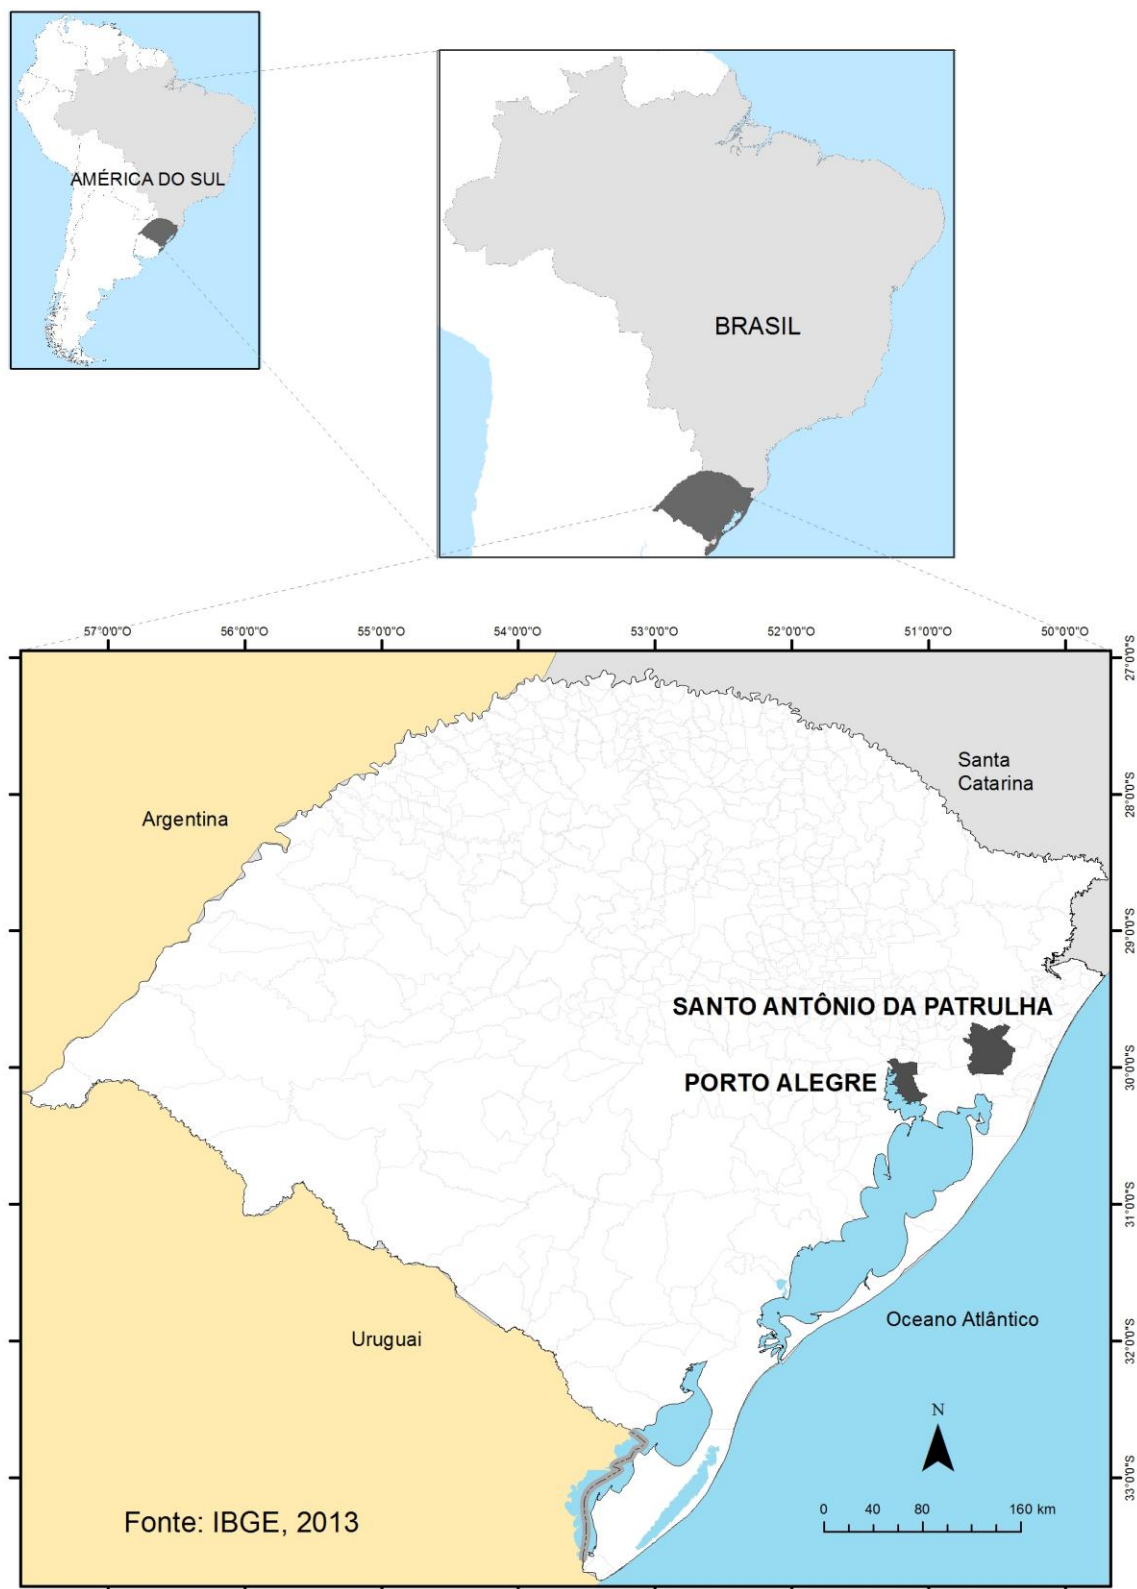 AMÉRICA DO SUL
BRASIL
57°0'0"O
56°0'0"O
55°0'0"O
54°0'0"O
53°0'0"O
52°0'0"O
51°0'0"O
50°0'0"O
27°0'0"S
Santa
Catarina
28°0'0"S
Argentina
29°0'0"S
SANTO ANTÔNIO DA PATRULHA
30°0'0"S
PORTO ALEGRE
31°0'0"S
Oceano Atlântico
Uruguai
32°0'0"S
N
33°0'0"S
0 40 80 160 km
Fonte: IBGE, 2013